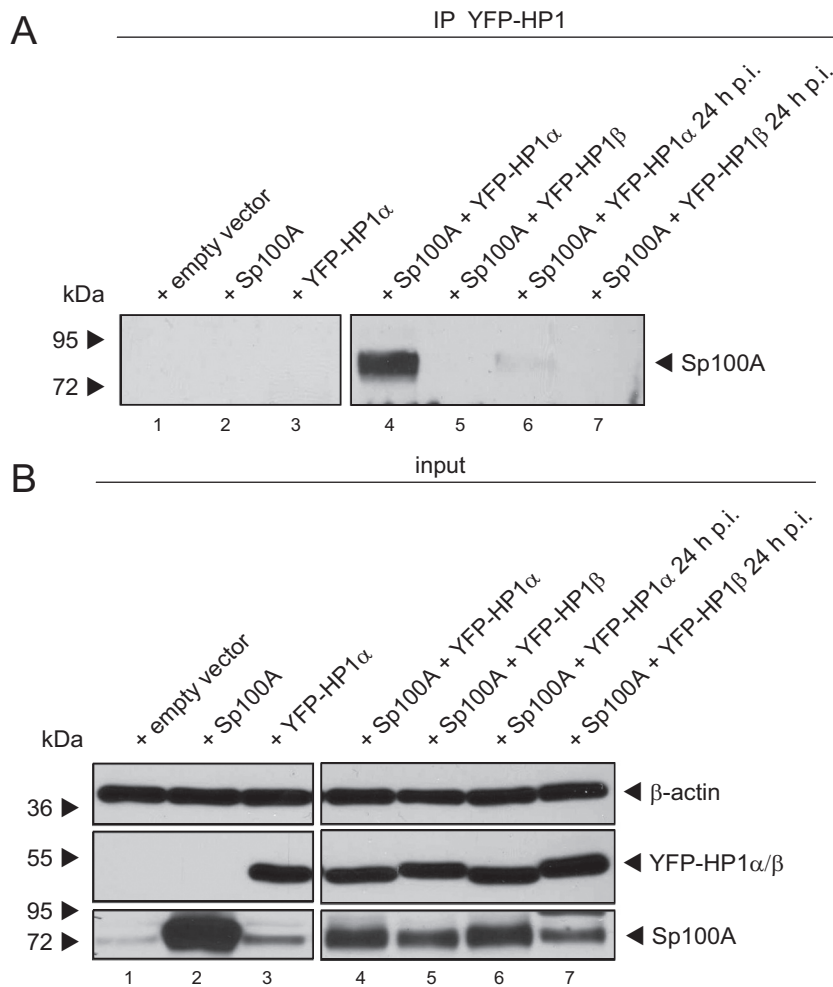 A
IP YFP-HP1
+ empty vector
+ Sp100A
+ YFP-HP1α
+ Sp100A + YFP-HP1α
+ Sp100A + YFP-HP1β
+ Sp100A + YFP-HP1α 24 h p.i.
+ Sp100A + YFP-HP1β 24 h p.i.
kDa
95
72
Sp100A
1 2 3 4 5 6 7
B
input
+ empty vector
+ Sp100A
+ YFP-HP1α
+ Sp100A + YFP-HP1α
+ Sp100A + YFP-HP1β
+ Sp100A + YFP-HP1α 24 h p.i.
+ Sp100A + YFP-HP1β 24 h p.i.
kDa
36
β-actin
55
YFP-HP1α/β
95
72
Sp100A
1 2 3 4 5 6 7